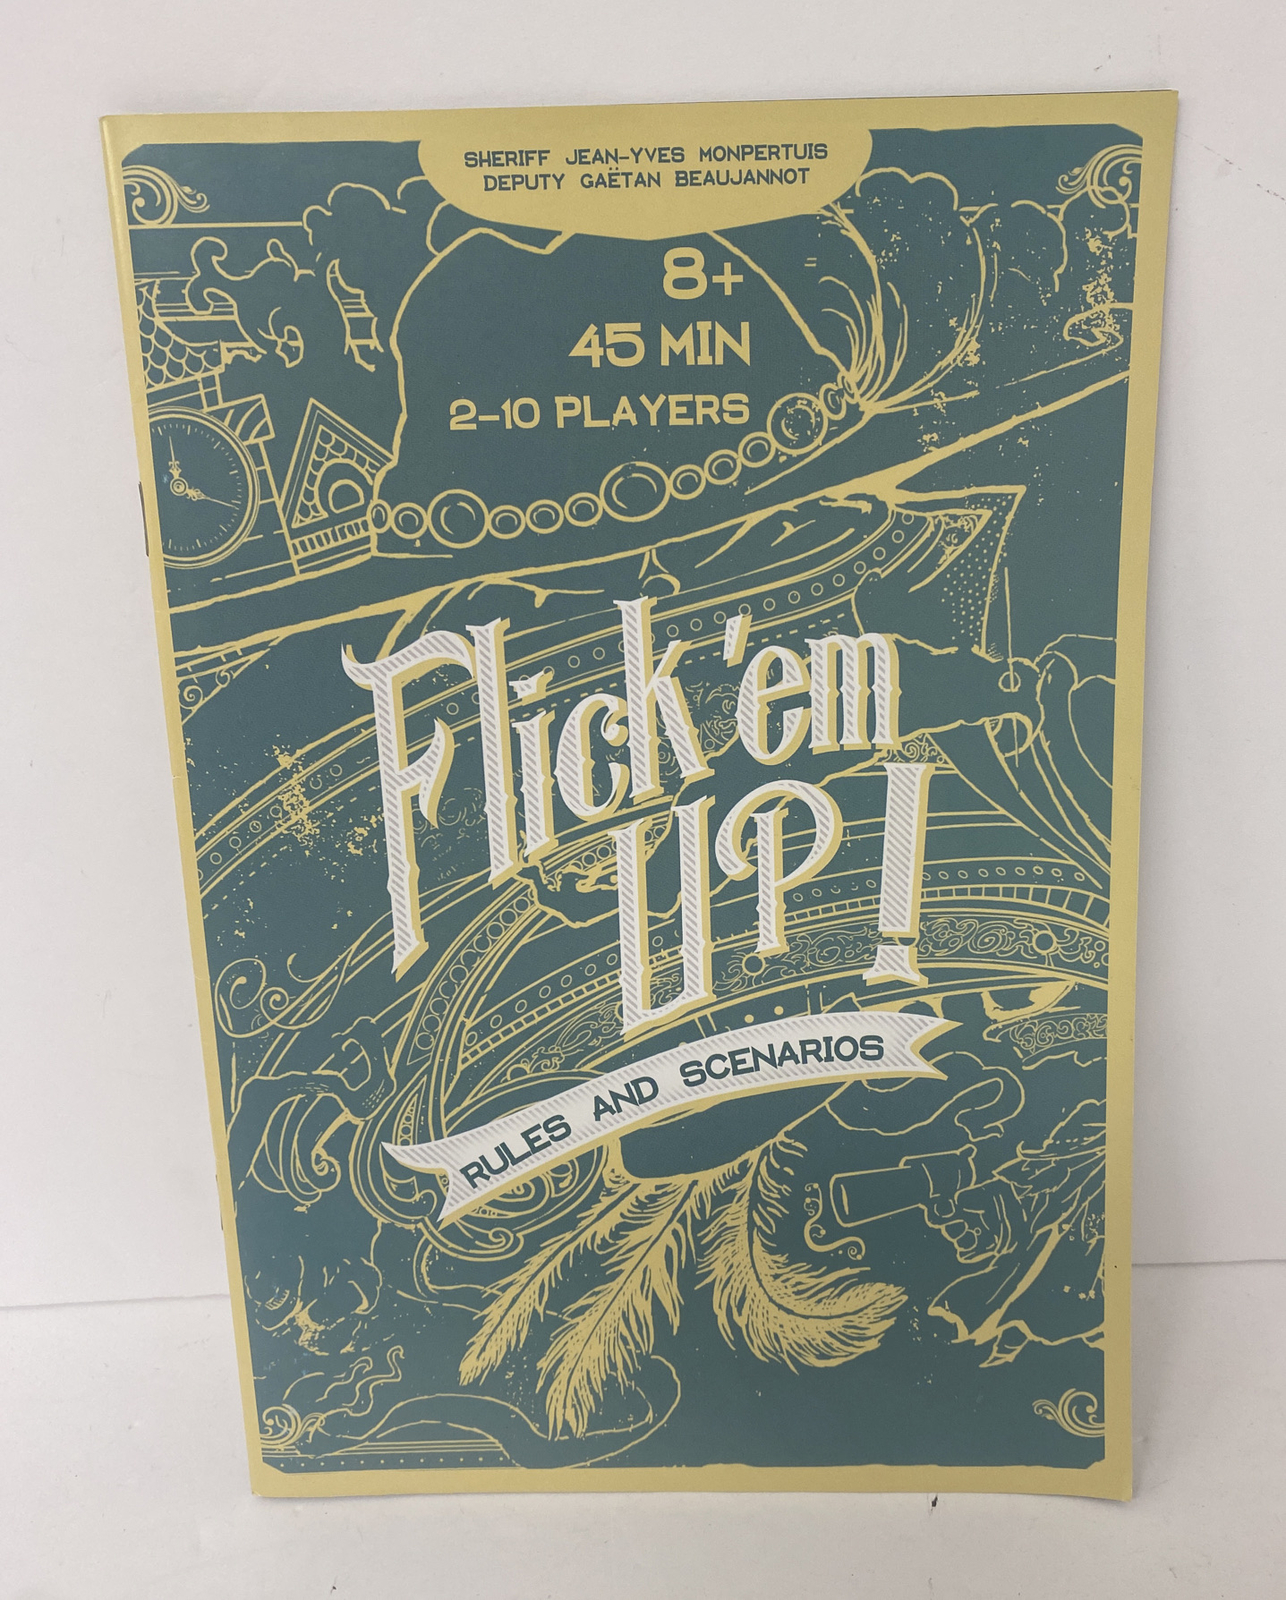 SHERIFF JEAN-YVES MONPERTUIS
DEPUTY GAËTAN BEAUJANNOT
8+
45 MIN
2-10 PLAYERS
Flick'em
UP!
RULES AND SCENARIOS